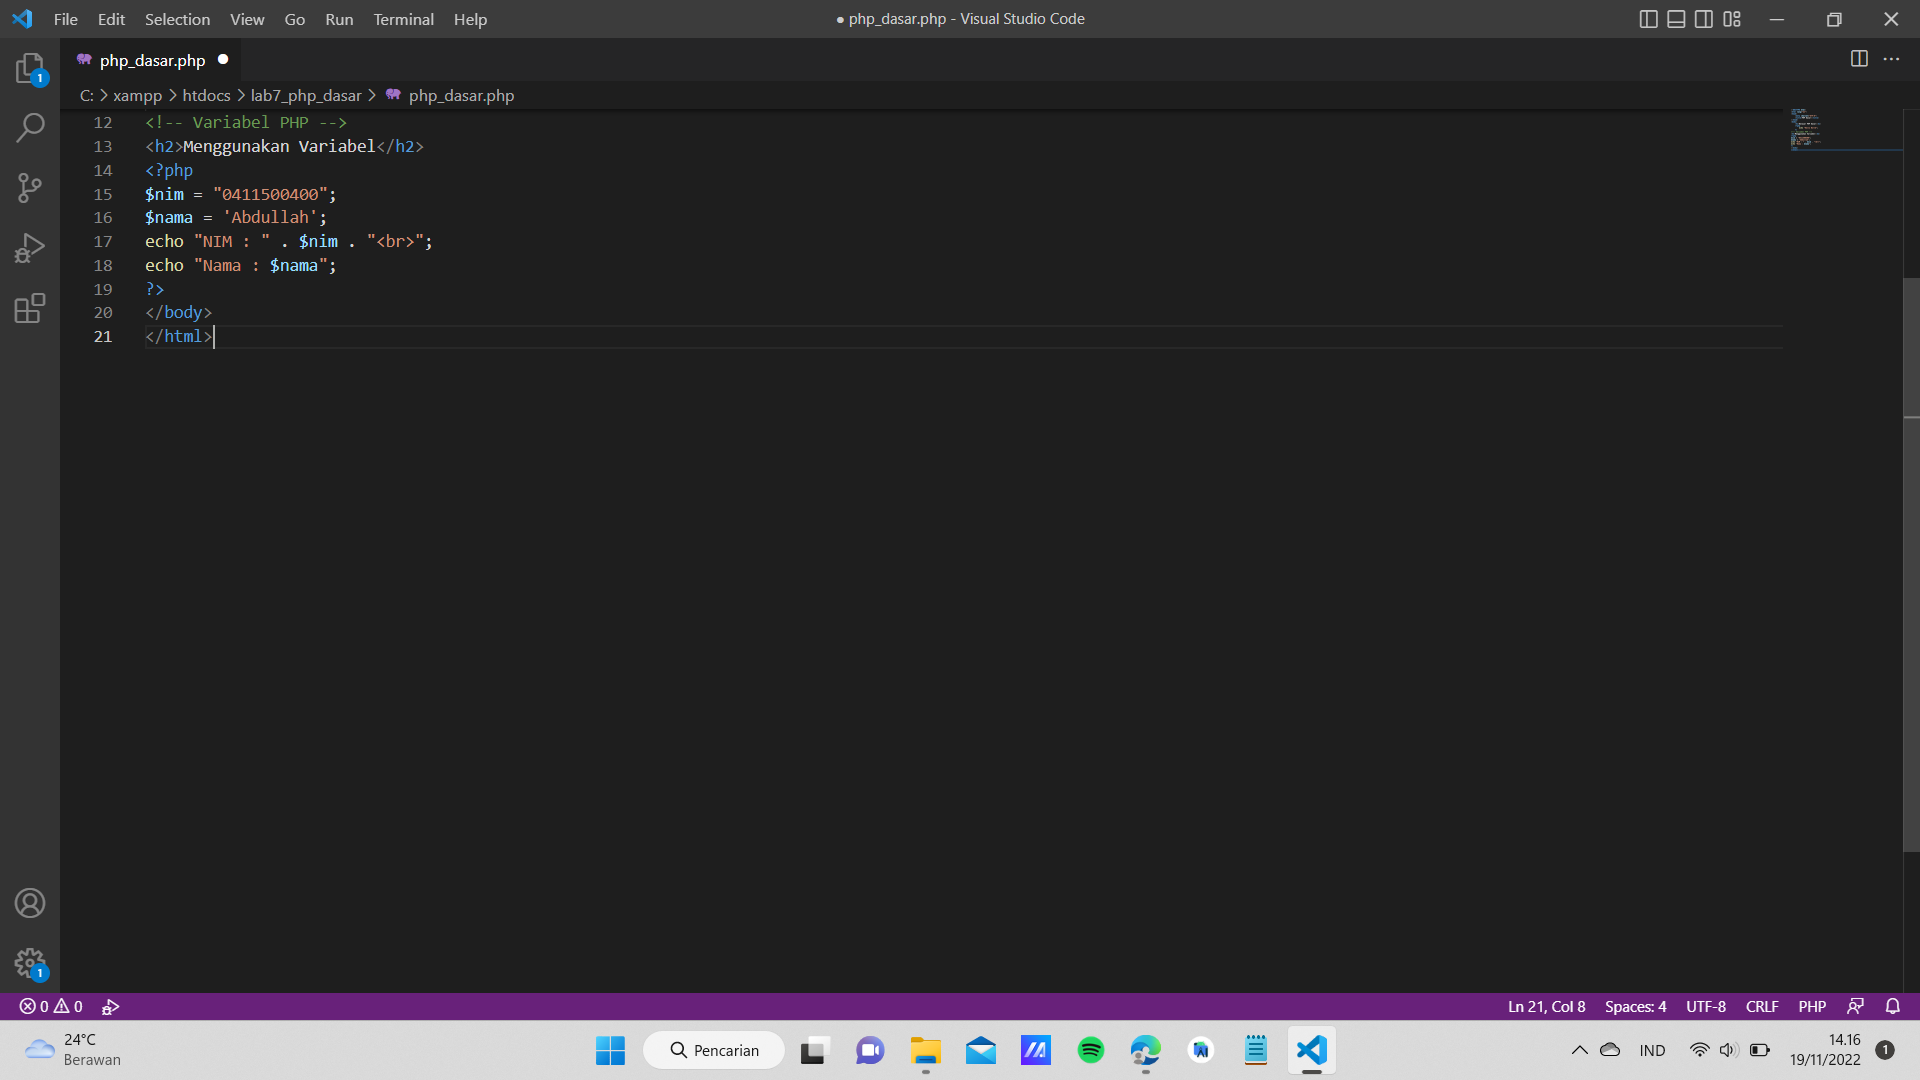 File Edit Selection View Go Run Terminal Help
● php_dasar.php - Visual Studio Code
1
php_dasar.php ●
C: > xampp > htdocs > lab7_php_dasar > php_dasar.php
12 <!-- Variabel PHP -->
13 <h2>Menggunakan Variabel</h2>
14 <?php
15 $nim = "0411500400";
16 $nama = 'Abdullah';
17 echo "NIM : " . $nim . "<br>";
18 echo "Nama : $nama";
19 ?>
20 </body>
21 </html>
1
0 0
Ln 21, Col 8 Spaces: 4 UTF-8 CRLF PHP
24°C
Berawan
Pencarian
IND
14.16
19/11/2022
1